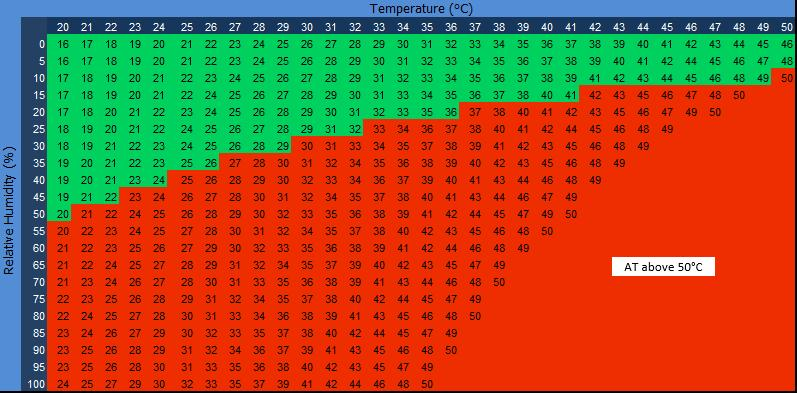 Temperature (°C)
20 21 22 23 24 25 26 27 28 29 30 31 32 33 34 35 36 37 38 39 40 41 42 43 44 45 46 47 48 49 50
Relative Humidity (%)
0 16 17 18 19 20 21 22 23 24 25 26 27 28 29 30 31 32 33 34 35 36 37 38 39 40 41 42 43 44 45 46
5 16 17 18 19 20 21 22 23 24 25 26 28 29 30 31 32 33 34 35 36 37 38 39 40 41 42 44 45 46 47 48
10 17 18 19 20 21 22 23 24 25 26 27 28 29 31 32 33 34 35 36 37 38 39 41 42 43 44 45 46 48 49 50
15 17 18 19 20 21 22 24 25 26 27 28 29 30 32 33 34 35 36 38 39 40 41 42 43 45 46 47 48 50
20 17 18 20 21 22 23 24 25 26 28 29 30 31 32 33 35 36 37 38 40 41 42 43 45 46 47 49 50
25 18 19 20 21 22 24 25 26 27 28 29 31 32 33 34 36 37 38 40 41 42 44 45 46 48 49
30 18 19 20 22 23 24 25 26 28 29 30 31 33 34 35 37 38 39 41 42 43 45 46 48 49
35 19 20 21 22 23 25 26 27 28 30 31 32 34 35 36 38 39 40 42 43 45 46 48 49
40 19 20 21 23 24 25 26 28 29 30 32 33 34 36 37 39 40 41 43 44 46 48 49
45 19 21 22 23 24 26 27 28 30 31 32 34 35 37 38 40 41 43 44 46 47 49
50 20 21 22 24 25 26 28 29 30 32 33 35 36 38 39 41 42 44 45 47 49 50
55 20 22 23 24 25 27 28 30 31 32 34 35 37 38 40 42 43 45 47 48 50
60 21 22 23 25 26 27 29 30 32 33 35 36 38 39 41 42 44 46 48 49
65 21 22 24 25 27 28 29 31 32 34 35 37 39 40 42 43 45 47 49
AT above 50°C
70 21 23 24 25 27 28 30 31 33 34 36 38 39 41 43 44 46 48 50
75 22 23 25 26 28 29 31 32 34 35 37 38 40 42 44 45 47 49
80 22 24 25 26 28 30 31 33 34 36 38 39 41 43 45 46 48 50
85 23 24 26 27 29 30 32 33 35 37 38 40 42 44 45 47 49
90 23 25 26 28 29 31 32 34 36 37 39 41 43 45 46 48 50
95 23 25 26 28 30 31 33 35 36 38 40 42 43 45 47 49
100 24 25 27 29 30 32 33 35 37 39 41 42 44 46 48 50